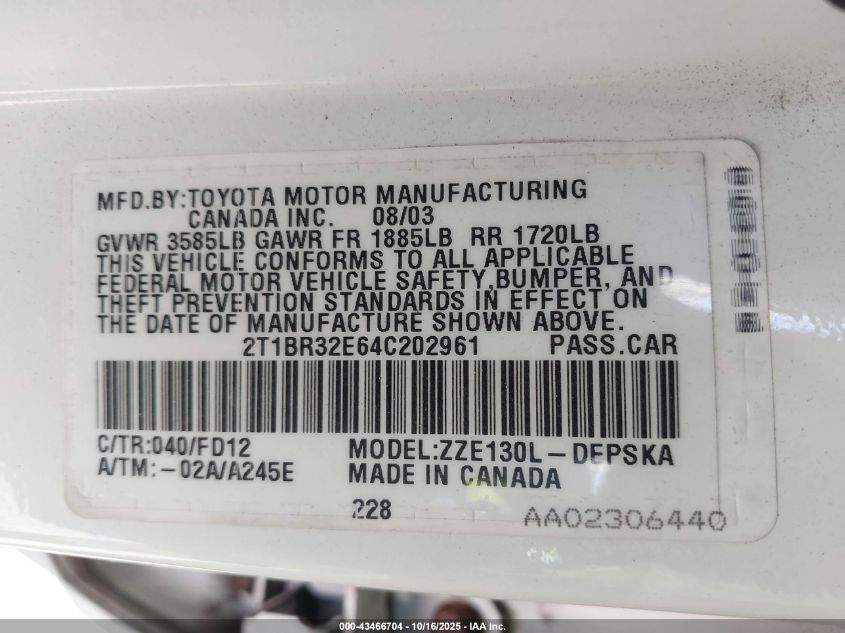 MFD.BY:TOYOTA MOTOR MANUFACTURING
CANADA INC. 08/03
GVWR 3585LB GAWR FR 1885LB RR 1720LB
THIS VEHICLE CONFORMS TO ALL APPLICABLE
FEDERAL MOTOR VEHICLE SAFETY,BUMPER, AND
THEFT PREVENTION STANDARDS IN EFFECT ON
THE DATE OF MANUFACTURE SHOWN ABOVE.
2T1BR32E64C202961 PASS.CAR
C/TR:040/FD12 MODEL:ZZE130L-DEPSKA
A/TM:-02A/A245E MADE IN CANADA
228 AA02306440
000-43466704 | 10/16/2025 - IAA.